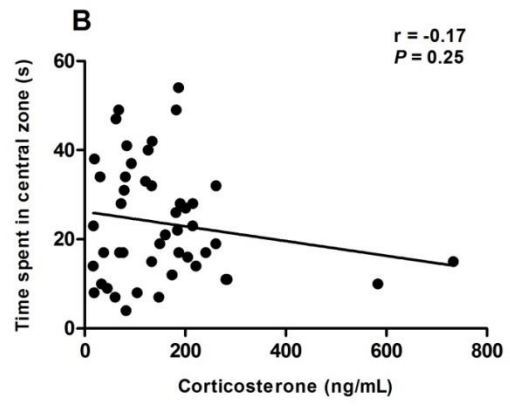 B
r = -0.17
P = 0.25
Time spent in central zone (s)
60
40
20
0
0 200 400 600 800
Corticosterone (ng/mL)